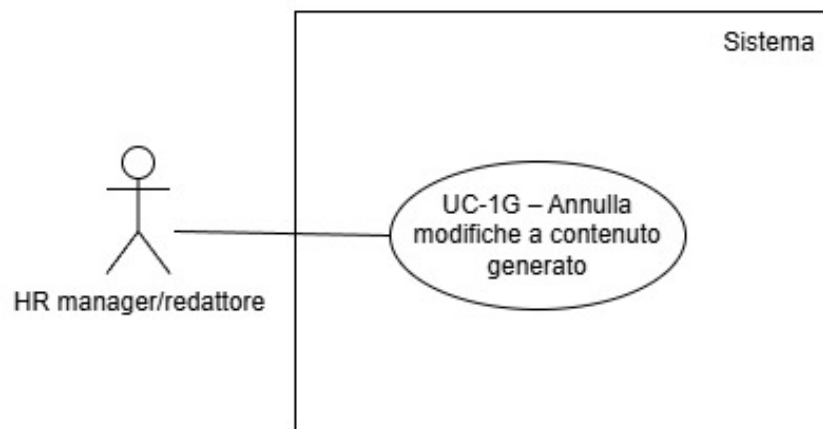 Sistema
UC-1G – Annulla
modifiche a contenuto
generato
HR manager/redattore